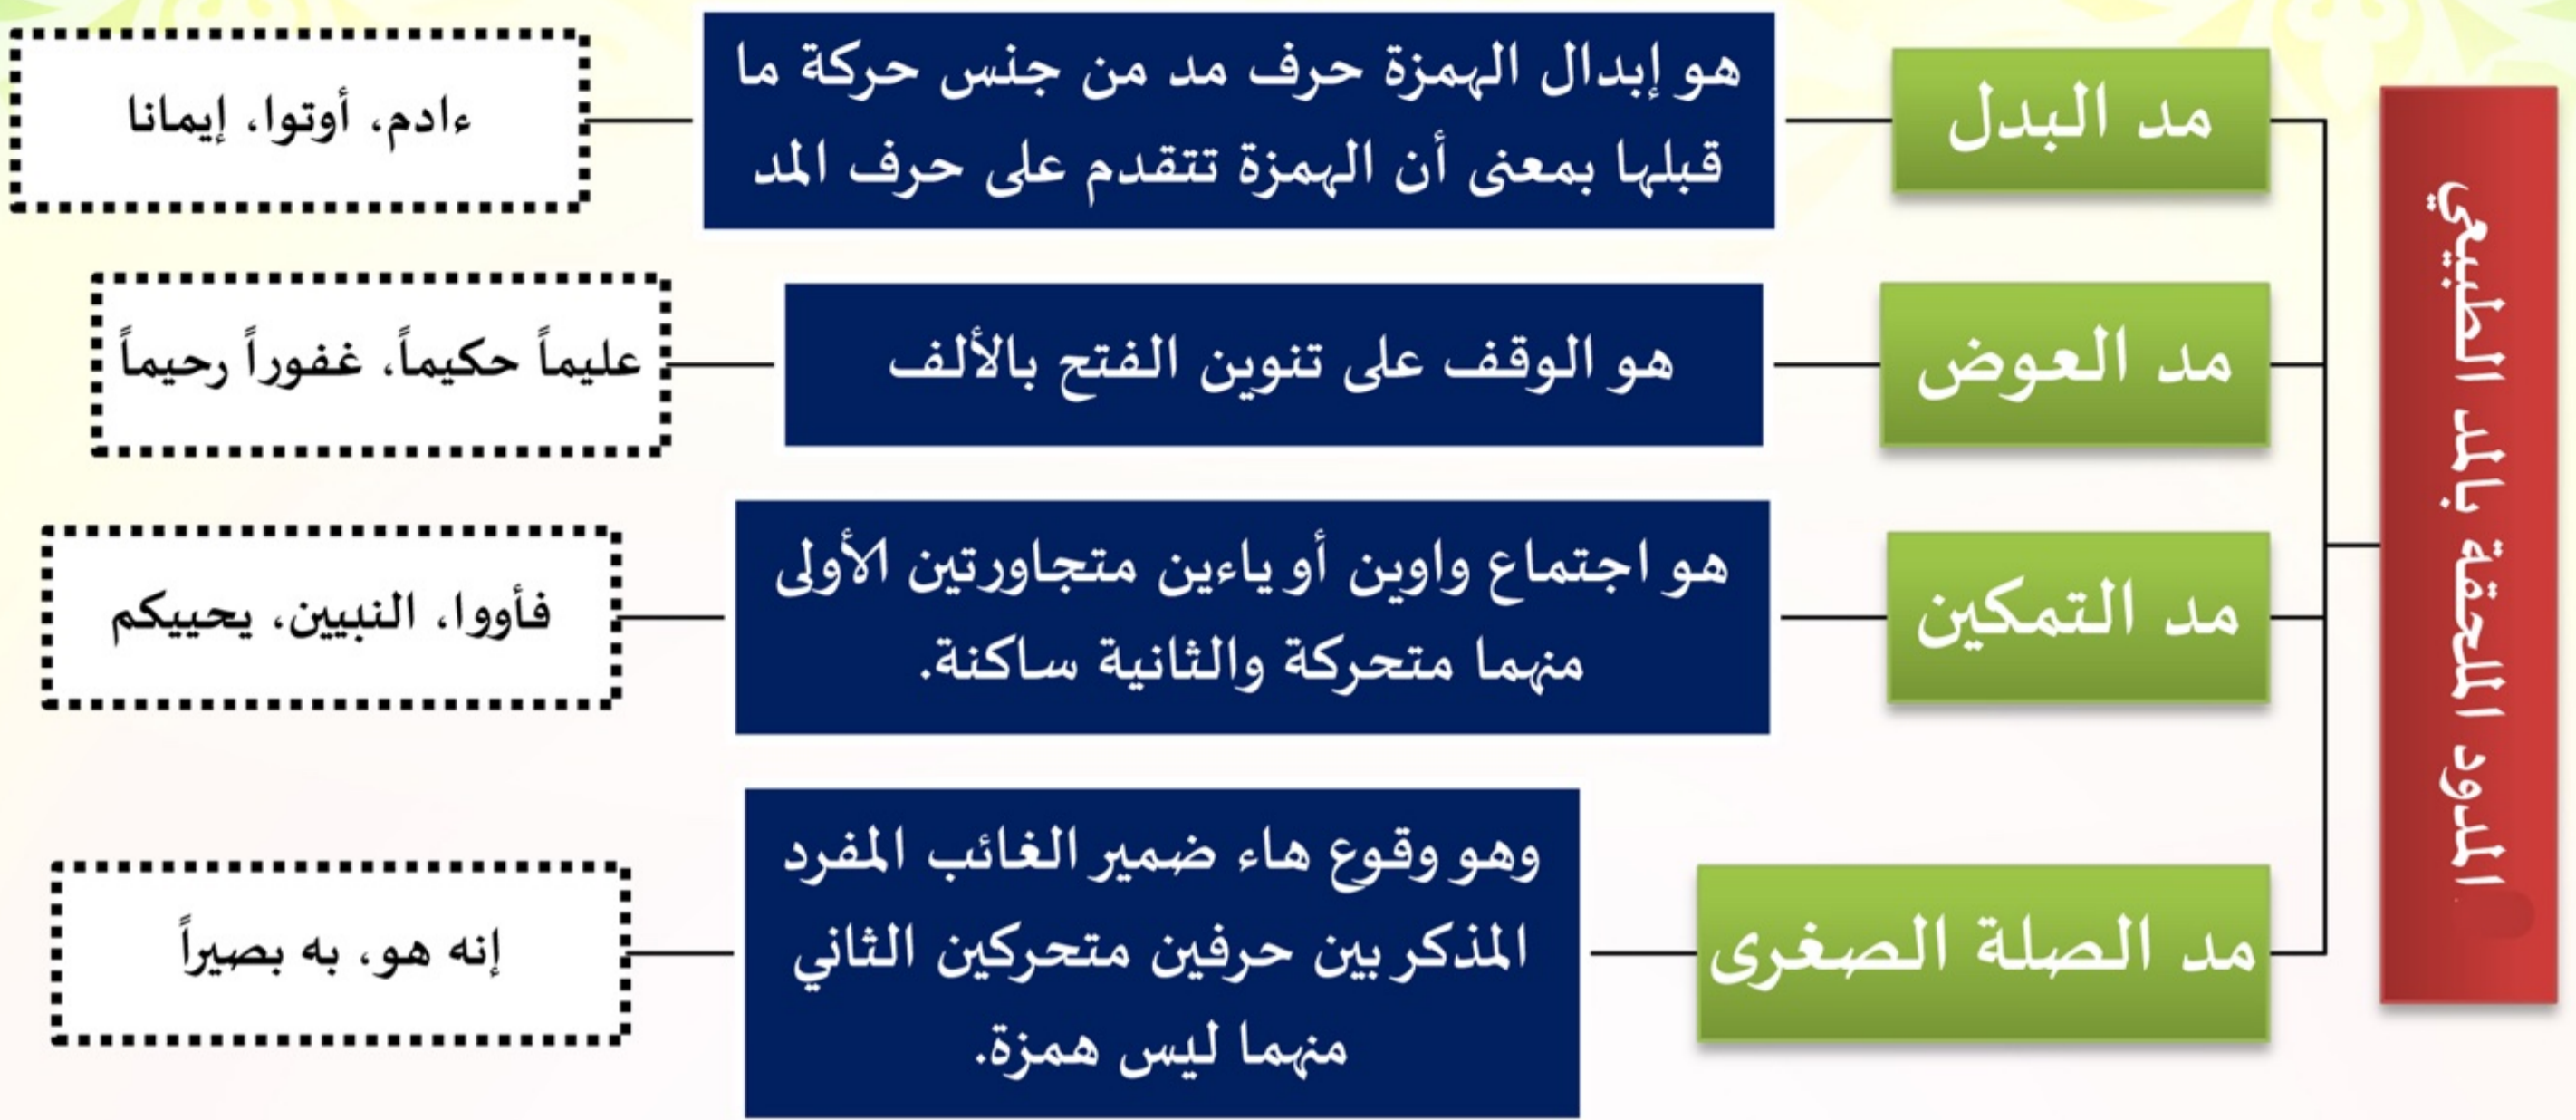 المدود الملحقة بالمد الطبيعي
مد البدل
هو إبدال الهمزة حرف مد من جنس حركة ما
قبلها بمعنى أن الهمزة تتقدم على حرف المد
ءادم، أوتوا، إيمانا
مد العوض
هو الوقف على تنوين الفتح بالألف
عليماً حكيماً، غفوراً رحيماً
مد التمكين
هو اجتماع واوين أو ياءين متجاورتين الأولى
منهما متحركة والثانية ساكنة.
فأووا، النبيين، يحييكم
مد الصلة الصغرى
وهو وقوع هاء ضمير الغائب المفرد
المذكر بين حرفين متحركين الثاني
منهما ليس همزة.
إنه هو، به بصيراً